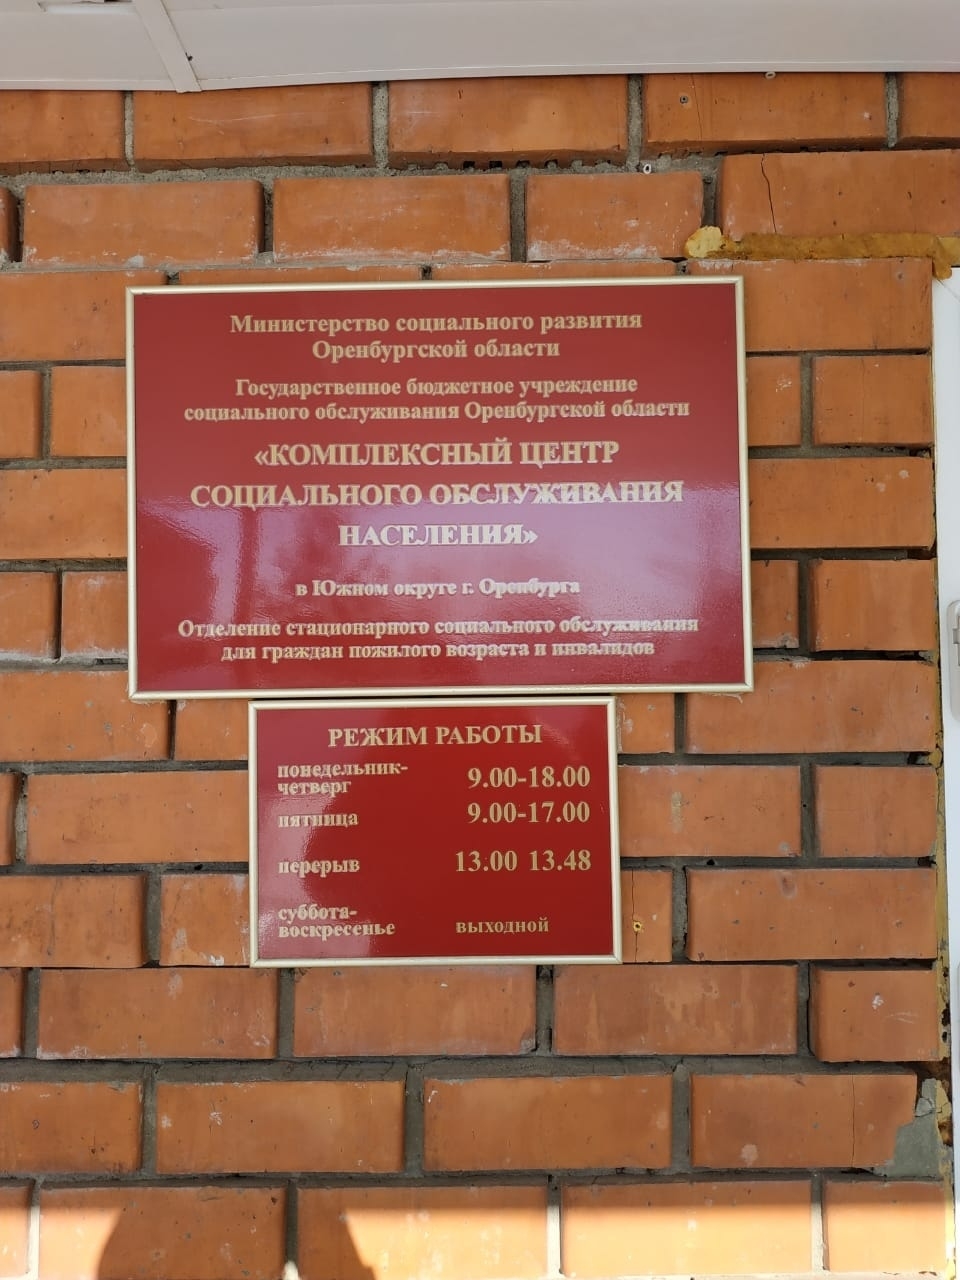 Министерство социального развития
Оренбургской области
Государственное бюджетное учреждение
социального обслуживания Оренбургской области
«КОМПЛЕКСНЫЙ ЦЕНТР
СОЦИАЛЬНОГО ОБСЛУЖИВАНИЯ
НАСЕЛЕНИЯ»
в Южном округе г. Оренбурга
Отделение стационарного социального обслуживания
для граждан пожилого возраста и инвалидов
РЕЖИМ РАБОТЫ
понедельник-
четверг 9.00-18.00
пятница 9.00-17.00
перерыв 13.00 13.48
суббота-
воскресенье выходной